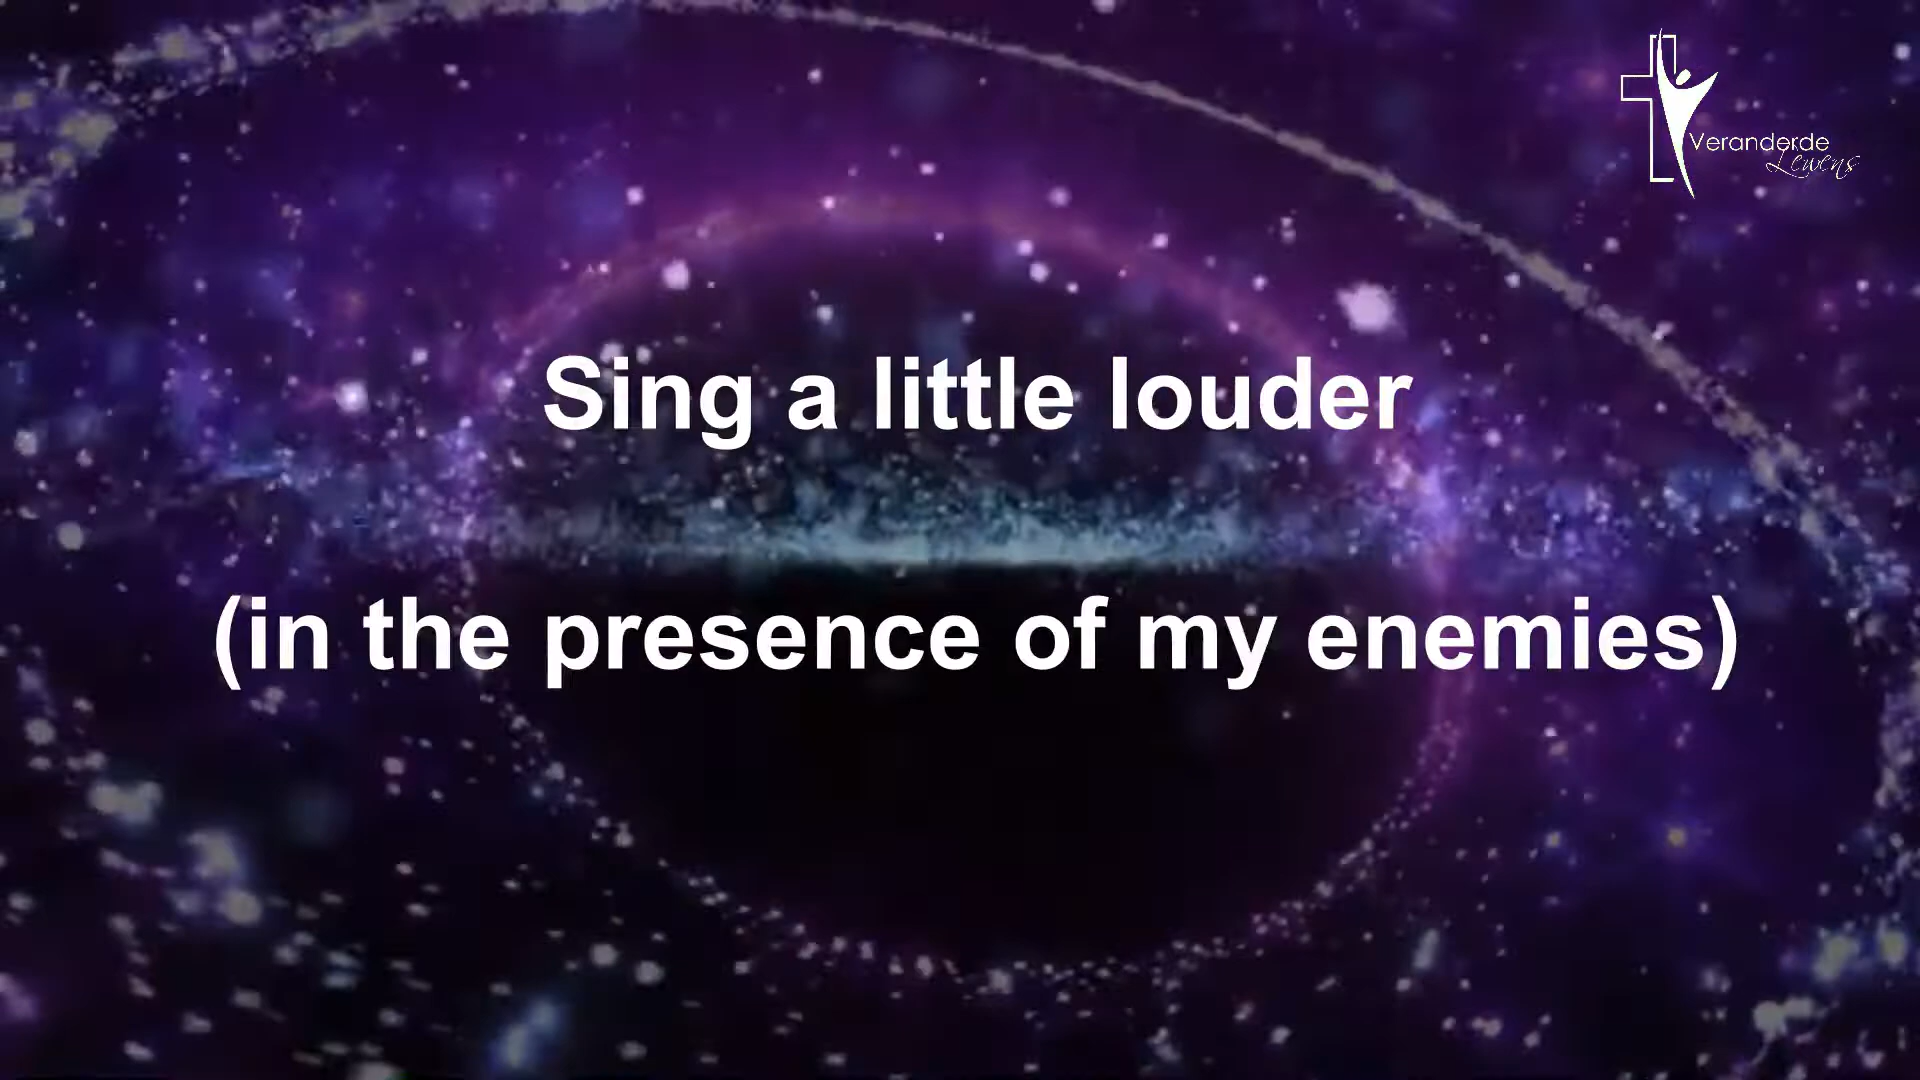 Veranderde
Lewens
Sing a little louder
(in the presence of my enemies)